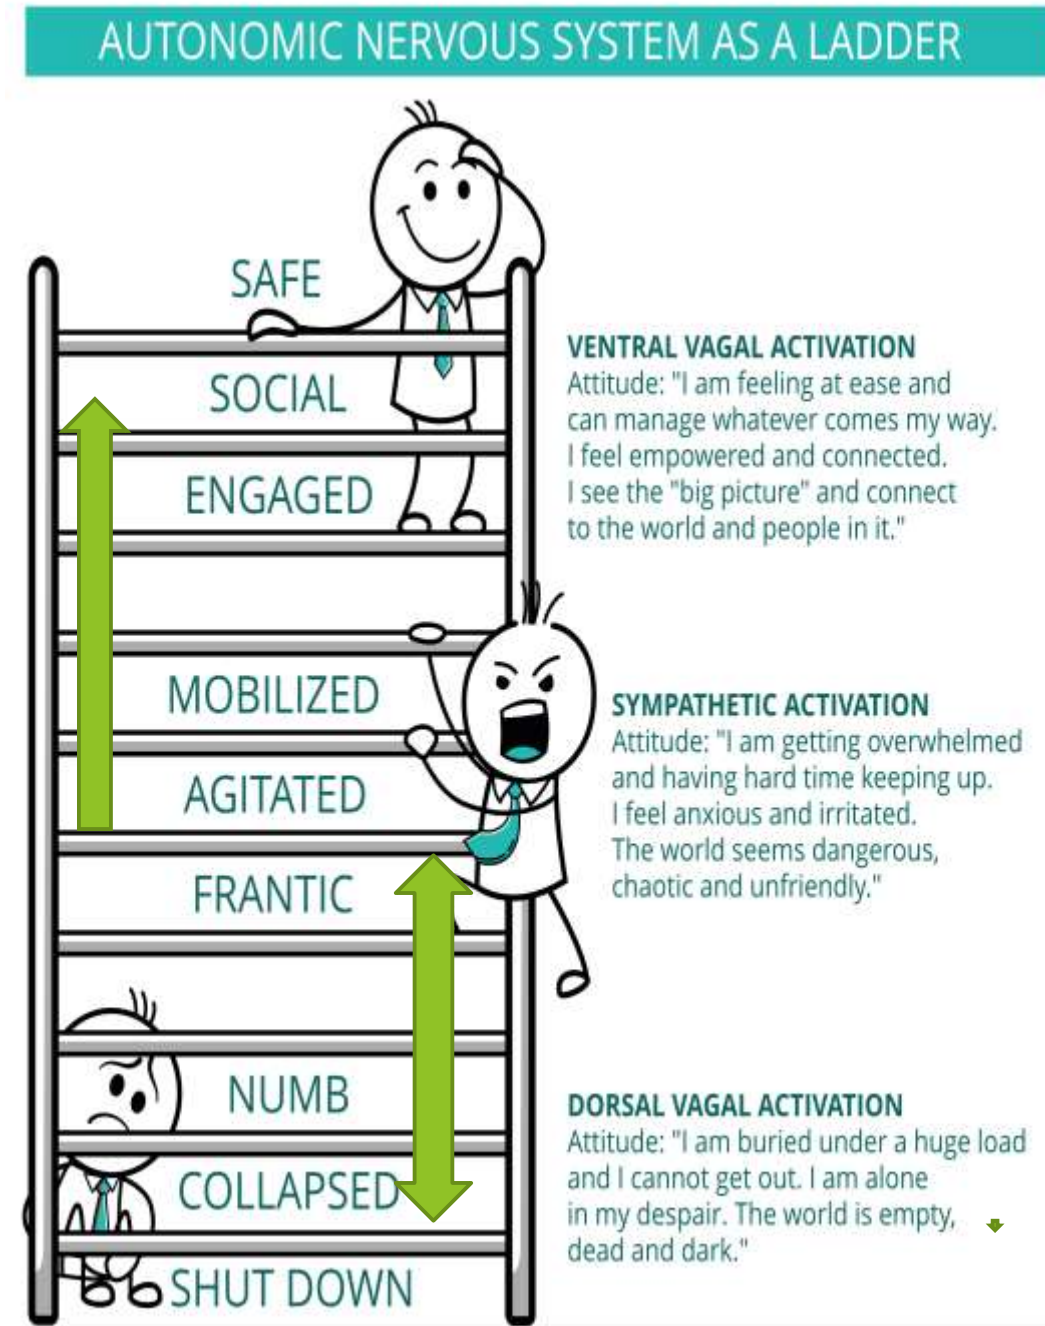 AUTONOMIC NERVOUS SYSTEM AS A LADDER
SAFE
SOCIAL
ENGAGED
VENTRAL VAGAL ACTIVATION
Attitude: "I am feeling at ease and
can manage whatever comes my way.
I feel empowered and connected.
I see the "big picture" and connect
to the world and people in it."
MOBILIZED
AGITATED
FRANTIC
SYMPATHETIC ACTIVATION
Attitude: "I am getting overwhelmed
and having hard time keeping up.
I feel anxious and irritated.
The world seems dangerous,
chaotic and unfriendly."
NUMB
COLLAPSED
SHUT DOWN
DORSAL VAGAL ACTIVATION
Attitude: "I am buried under a huge load
and I cannot get out. I am alone
in my despair. The world is empty,
dead and dark."